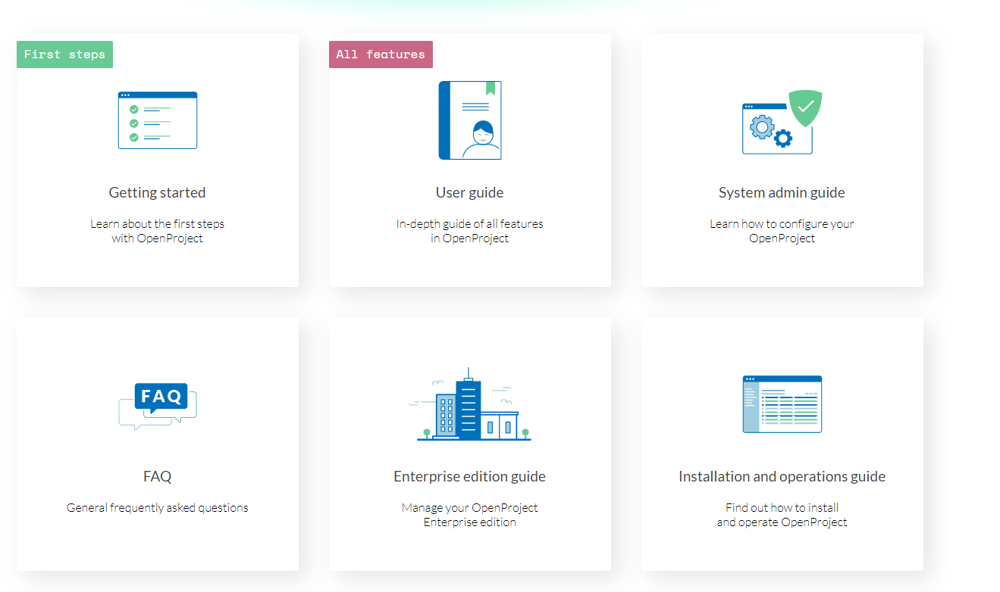 First steps
Getting started
Learn about the first steps
with OpenProject
All features
User guide
In-depth guide of all features
in OpenProject
System admin guide
Learn how to configure your
OpenProject
FAQ
FAQ
General frequently asked questions
Enterprise edition guide
Manage your OpenProject
Enterprise edition
Installation and operations guide
Find out how to install
and operate OpenProject